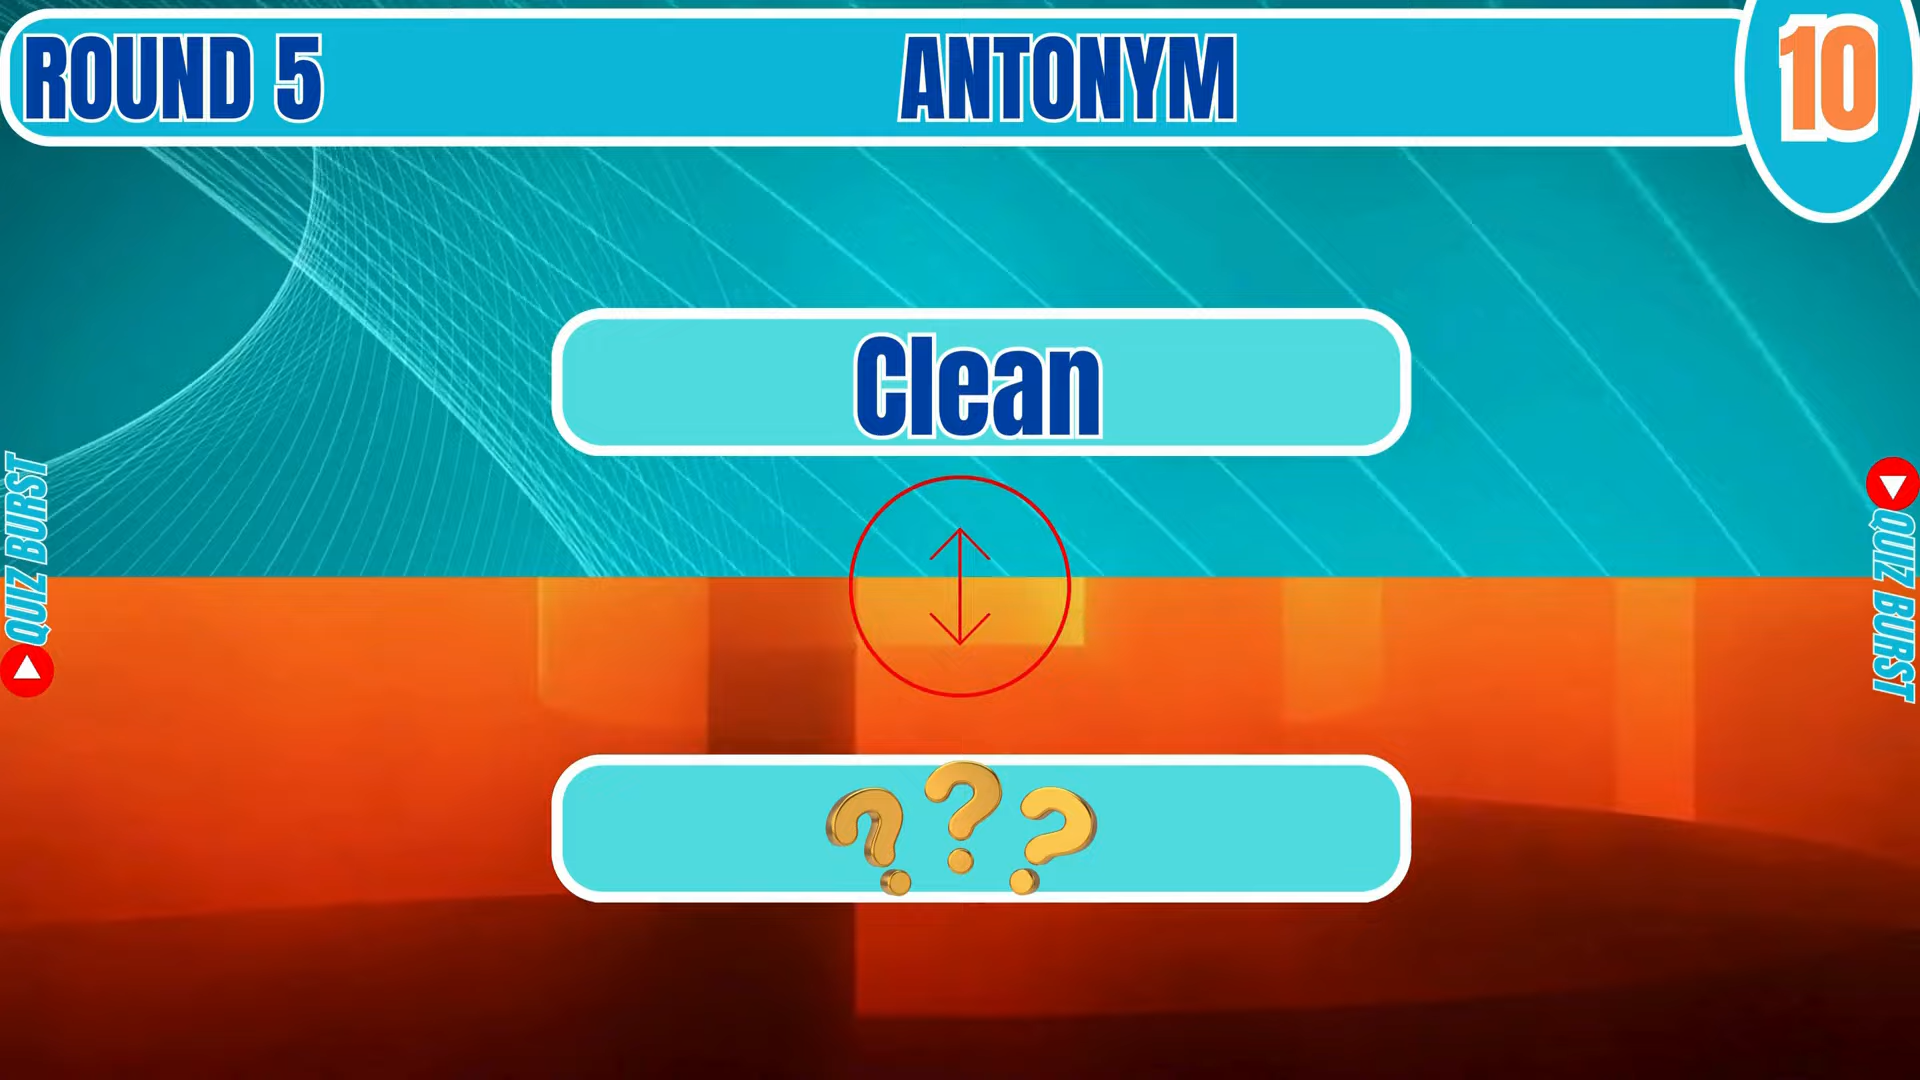 ROUND 5
ANTONYM
10
Clean
QUIZ BURST
QUIZ BURST
???